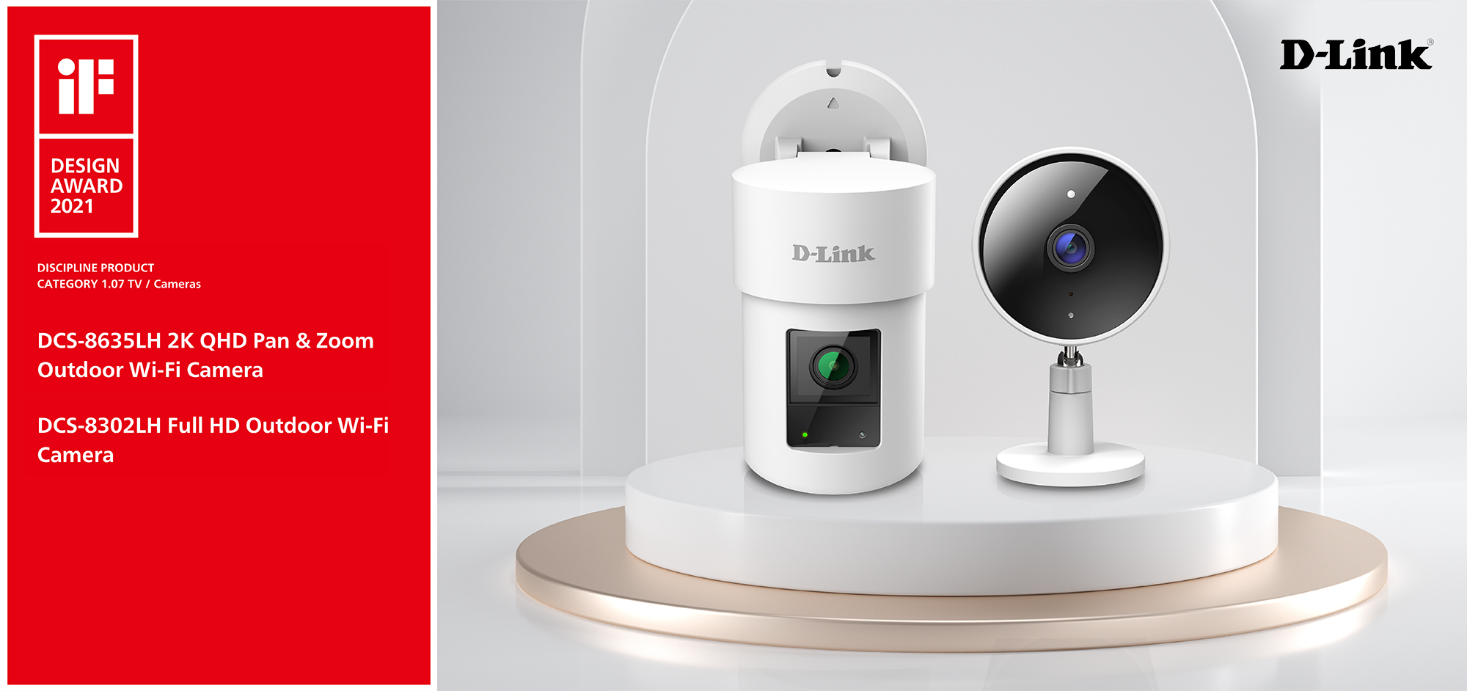 iF
DESIGN
AWARD
2021
DISCIPLINE PRODUCT
CATEGORY 1.07 TV / Cameras
DCS-8635LH 2K QHD Pan & Zoom
Outdoor Wi-Fi Camera
DCS-8302LH Full HD Outdoor Wi-Fi
Camera
D-Link®
D-Link